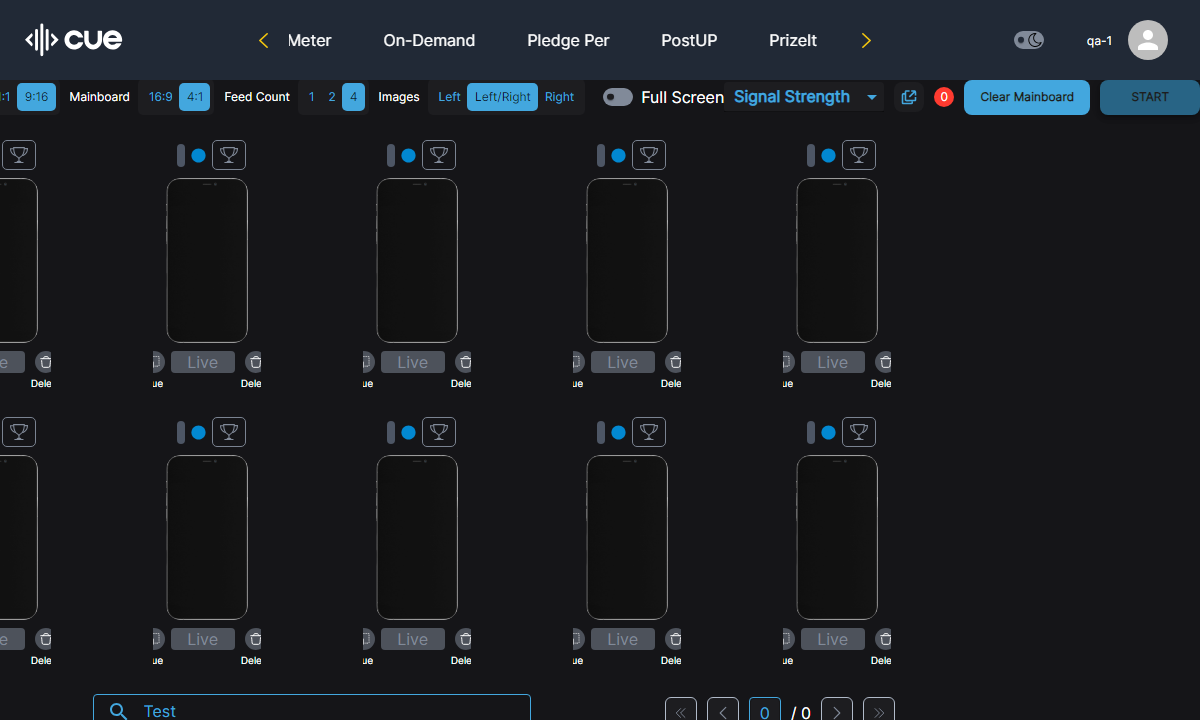 cue
Meter On-Demand Pledge Per PostUP PrizeIt
qa-1
:1 9:16 Mainboard 16:9 4:1 Feed Count 1 2 4 Images Left Left/Right Right Full Screen Signal Strength 0 Clear Mainboard START
e Live Live Live Live
Dele ue Dele ue Dele ue Dele ue Dele
e Live Live Live Live
Dele ue Dele ue Dele ue Dele ue Dele
Test 0 / 0